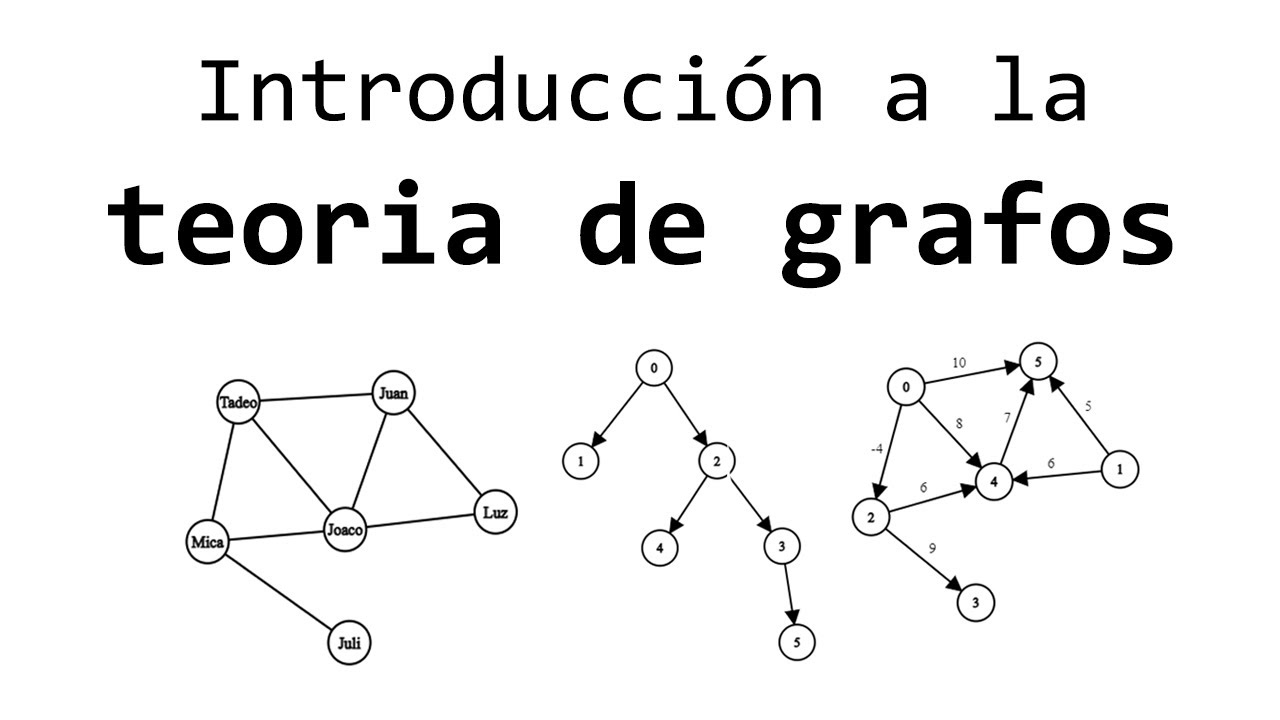 Introducción a la
teoria de grafos
Tadeo
Juan
Mica
Joaco
Luz
Juli
0
1
2
4
3
5
0
10
5
8
7
5
-4
6
4
6
1
2
9
3